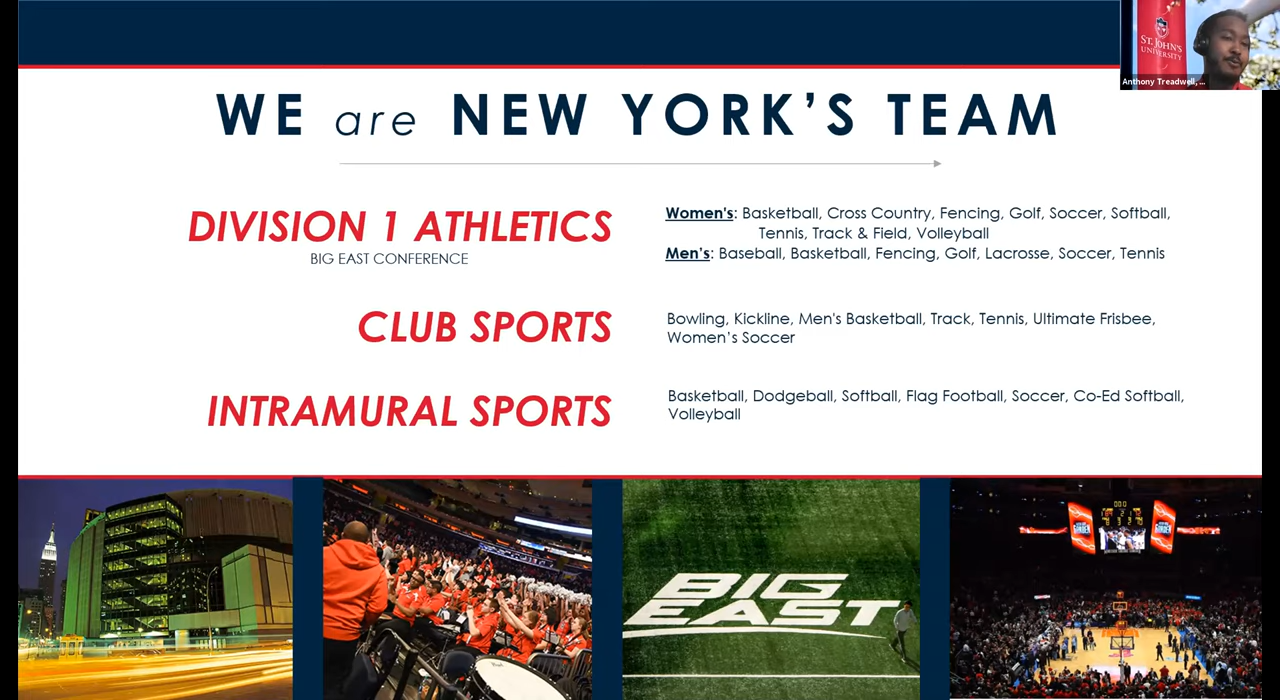 ST. JOHN'S
UNIVERSITY
Anthony Treadwell, ...
WE are NEW YORK'S TEAM
DIVISION 1 ATHLETICS
BIG EAST CONFERENCE
Women's: Basketball, Cross Country, Fencing, Golf, Soccer, Softball,
Tennis, Track & Field, Volleyball
Men's: Baseball, Basketball, Fencing, Golf, Lacrosse, Soccer, Tennis
CLUB SPORTS
Bowling, Kickline, Men's Basketball, Track, Tennis, Ultimate Frisbee,
Women's Soccer
INTRAMURAL SPORTS
Basketball, Dodgeball, Softball, Flag Football, Soccer, Co-Ed Softball,
Volleyball
BIG
EAST